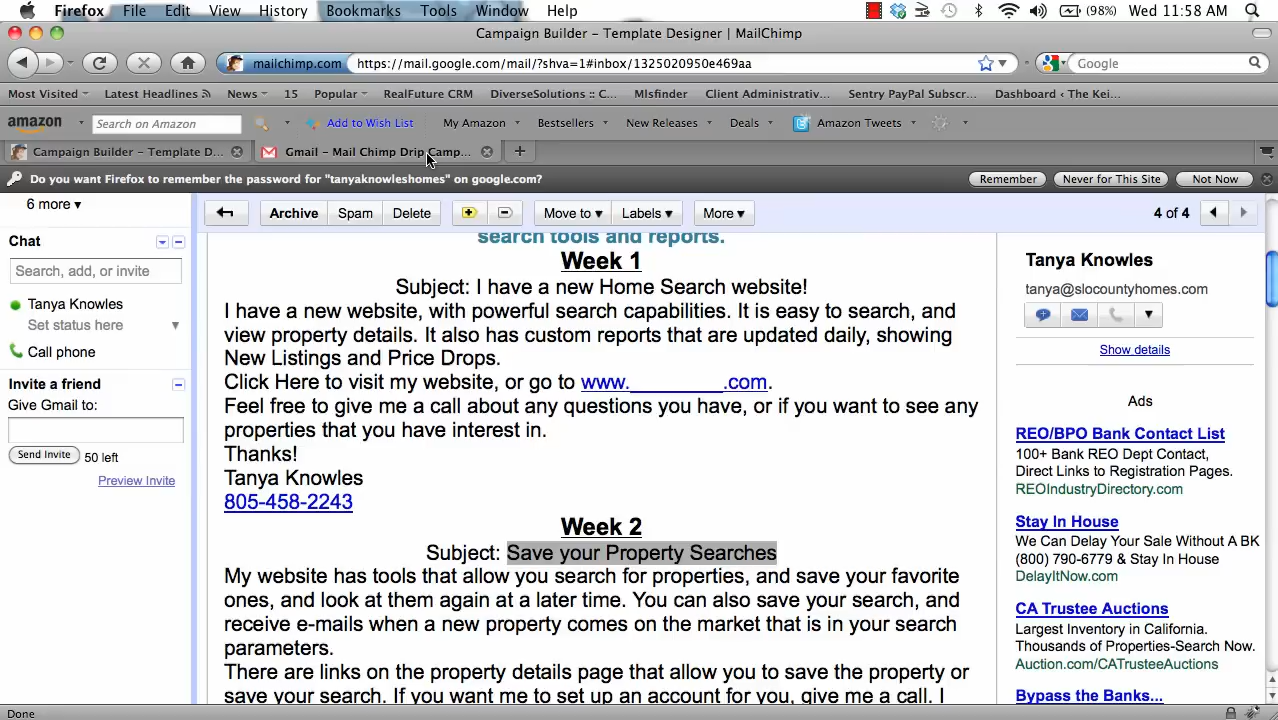 Firefox File Edit View History Bookmarks Tools Window Help (98%) Wed 11:58 AM
Campaign Builder – Template Designer | MailChimp
mailchimp.com https://mail.google.com/mail/?shva=1#inbox/1325020950e469aa Google
Most Visited Latest Headlines News 15 Popular RealFuture CRM DiverseSolutions :: C... Mlsfinder Client Administrativ... Sentry PayPal Subscr... Dashboard ‹ The Kei...
amazon Search on Amazon Add to Wish List My Amazon Bestsellers New Releases Deals Amazon Tweets
Campaign Builder – Template D... Gmail – Mail Chimp Drip Camp...
Do you want Firefox to remember the password for "tanyaknowleshomes" on google.com? Remember Never for This Site Not Now
6 more
Archive Spam Delete Move to Labels More 4 of 4
Chat
Search, add, or invite
Tanya Knowles
Set status here
Call phone
Invite a friend
Give Gmail to:
Send Invite 50 left
Preview Invite
search tools and reports.
Week 1
Subject: I have a new Home Search website!
I have a new website, with powerful search capabilities. It is easy to search, and
view property details. It also has custom reports that are updated daily, showing
New Listings and Price Drops.
Click Here to visit my website, or go to www.________.com.
Feel free to give me a call about any questions you have, or if you want to see any
properties that you have interest in.
Thanks!
Tanya Knowles
805-458-2243
Week 2
Subject: Save your Property Searches
My website has tools that allow you search for properties, and save your favorite
ones, and look at them again at a later time. You can also save your search, and
receive e-mails when a new property comes on the market that is in your search
parameters.
There are links on the property details page that allow you to save the property or
save your search. If you want me to set up an account for you, give me a call. I
Tanya Knowles
tanya@slocountyhomes.com
Show details
Ads
REO/BPO Bank Contact List
100+ Bank REO Dept Contact,
Direct Links to Registration Pages.
REOIndustryDirectory.com
Stay In House
We Can Delay Your Sale Without A BK
(800) 790-6779 & Stay In House
DelayItNow.com
CA Trustee Auctions
Largest Inventory in California.
Thousands of Properties-Search Now.
Auction.com/CATrusteeAuctions
Bypass the Banks...
Done